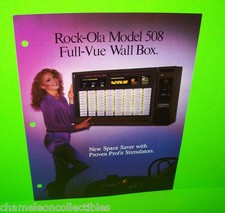 Rock-Ola Model 508
Full-Vue Wall Box.
New Space Saver with
Proven Profit Stimulators.
chameleoncollectibles